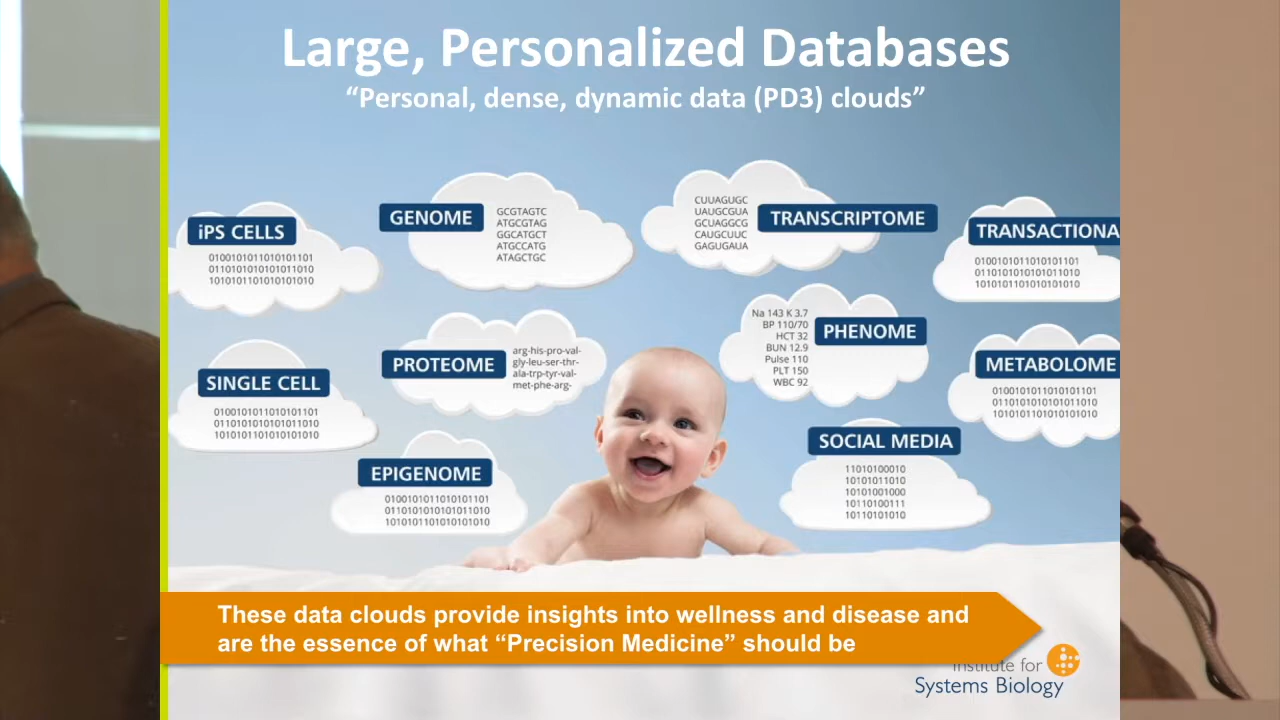 Large, Personalized Databases
“Personal, dense, dynamic data (PD3) clouds”
iPS CELLS
0100101011010101101
0110101010101011010
1010101101010101010
GENOME
GCGTAGTC
ATGCGTAG
GGCATGCT
ATGCCATG
ATAGCTGC
CUUAGUGC
UAUGCGUA
GCUAGGCG
CAUGCUUC
GAGUGAUA
TRANSCRIPTOME
TRANSACTIONA
0100101011010101101
0110101010101011010
1010101101010101010
SINGLE CELL
0100101011010101101
0110101010101011010
1010101101010101010
PROTEOME
arg-his-pro-val-
gly-leu-ser-thr-
ala-trp-tyr-val-
met-phe-arg-
Na 143 K 3.7
BP 110/70
HCT 32
BUN 12.9
Pulse 110
PLT 150
WBC 92
PHENOME
METABOLOME
0100101011010101101
0110101010101011010
1010101101010101010
EPIGENOME
0100101011010101101
0110101010101011010
1010101101010101010
SOCIAL MEDIA
11010100010
10101011010
10101001000
10110100111
10110101010
These data clouds provide insights into wellness and disease and
are the essence of what “Precision Medicine” should be
Institute for
Systems Biology